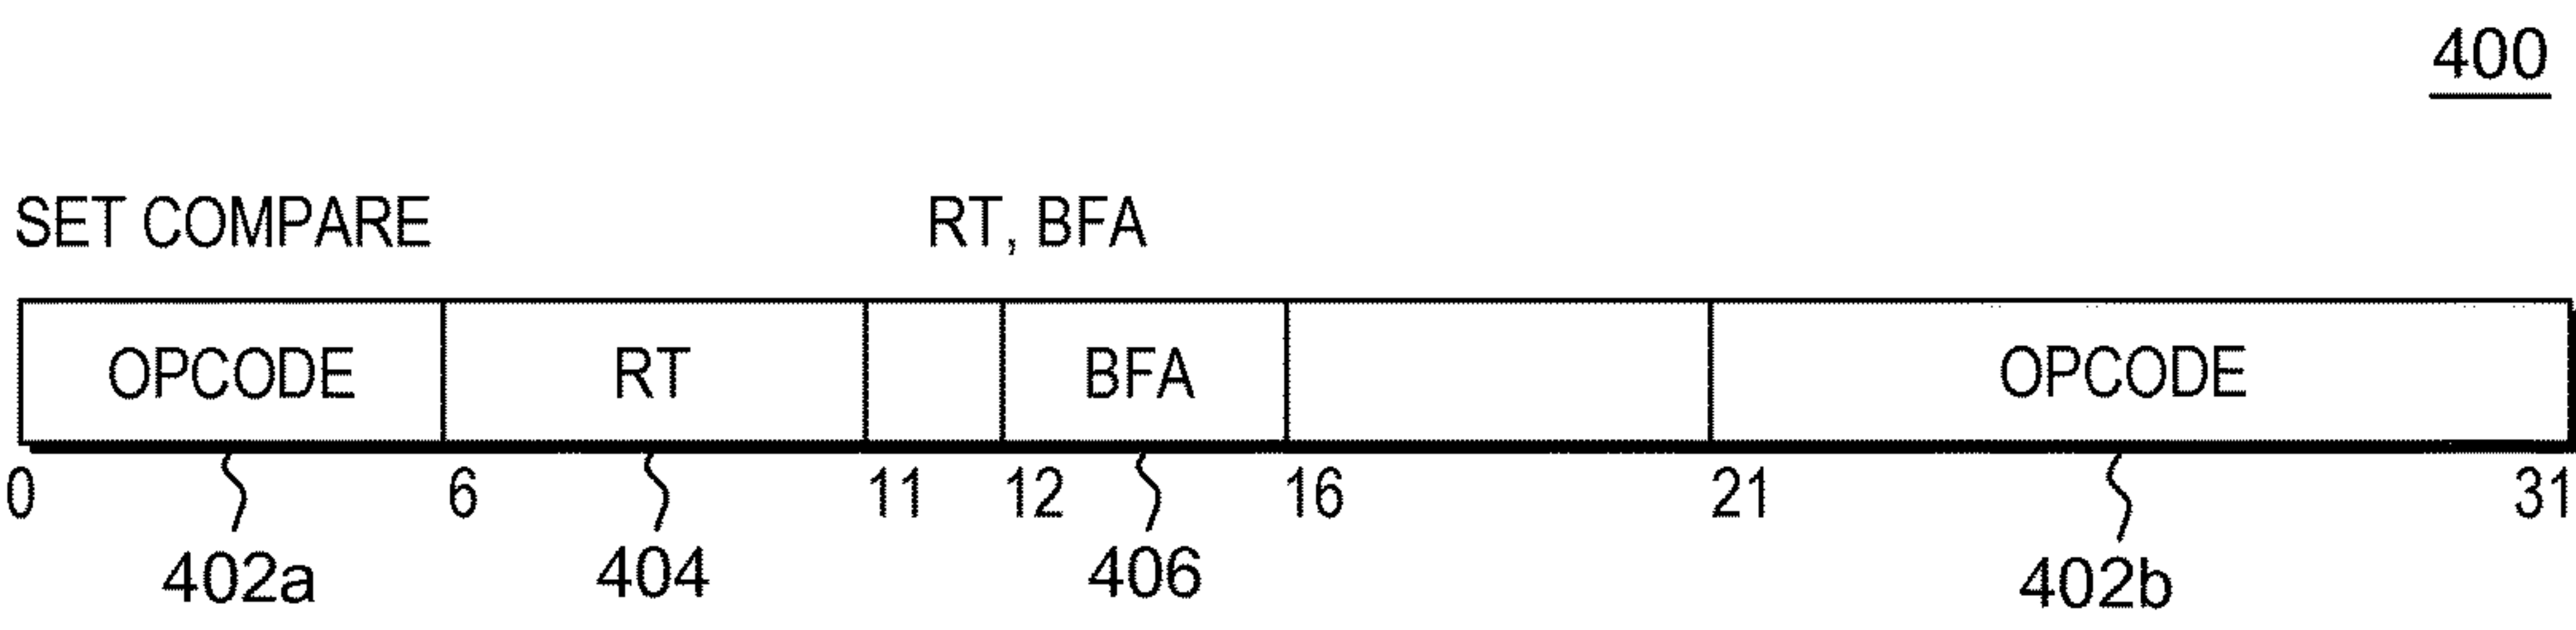 400
SET COMPARE RT, BFA
OPCODE RT BFA OPCODE
0 6 11 12 16 21 31
402a 404 406 402b